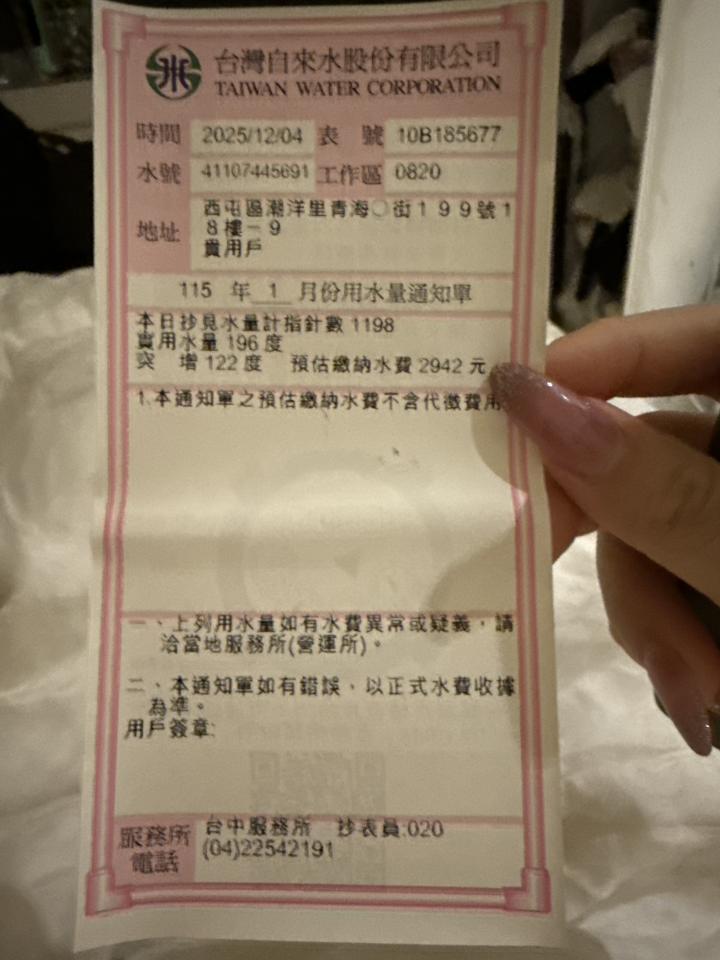 台灣自來水股份有限公司
TAIWAN WATER CORPORATION
時間 2025/12/04 表 號 10B185677
水號 41107445691 工作區 0820
地址 西屯區潮洋里青海○街199號1
8樓-9
貴用戶
115 年 1 月份用水量通知單
本日抄見水量計指針數 1198
實用水量 196 度
突 增 122 度 預估繳納水費 2942 元
1.本通知單之預估繳納水費不含代徵費用
一、上列用水量如有水費異常或疑義,請
洽當地服務所(營運所)。
二、本通知單如有錯誤、以正式水費收據
為準。
用戶簽章:
服務所 台中服務所 抄表員:020
電話 (04)22542191